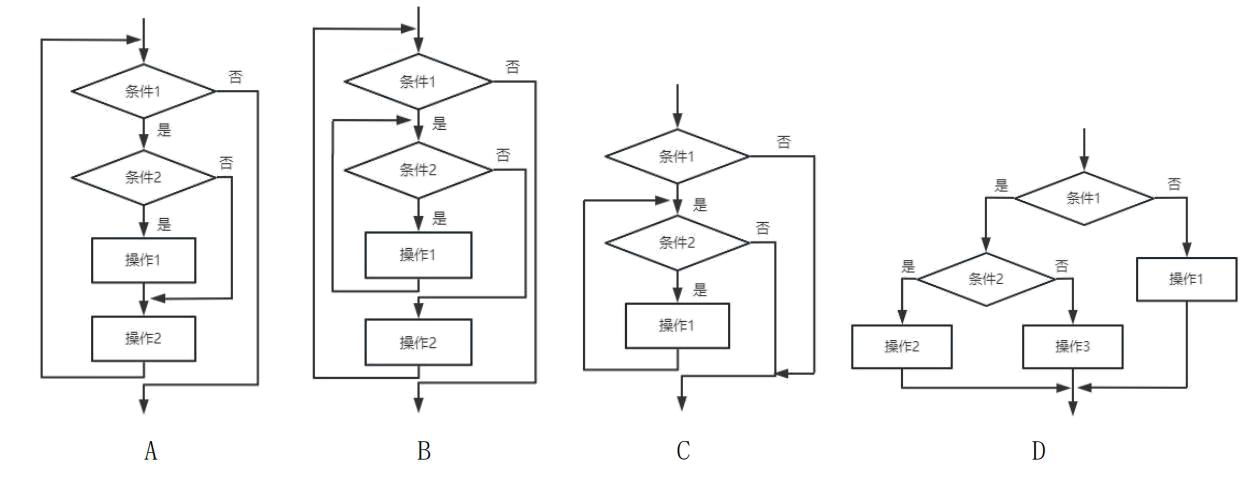 条件1
否
是
条件2
否
是
操作1
操作2
A
条件1
否
是
条件2
否
是
操作1
操作2
B
条件1
否
是
条件2
否
是
操作1
C
条件1
是
否
条件2
是
否
操作1
操作2
操作3
D